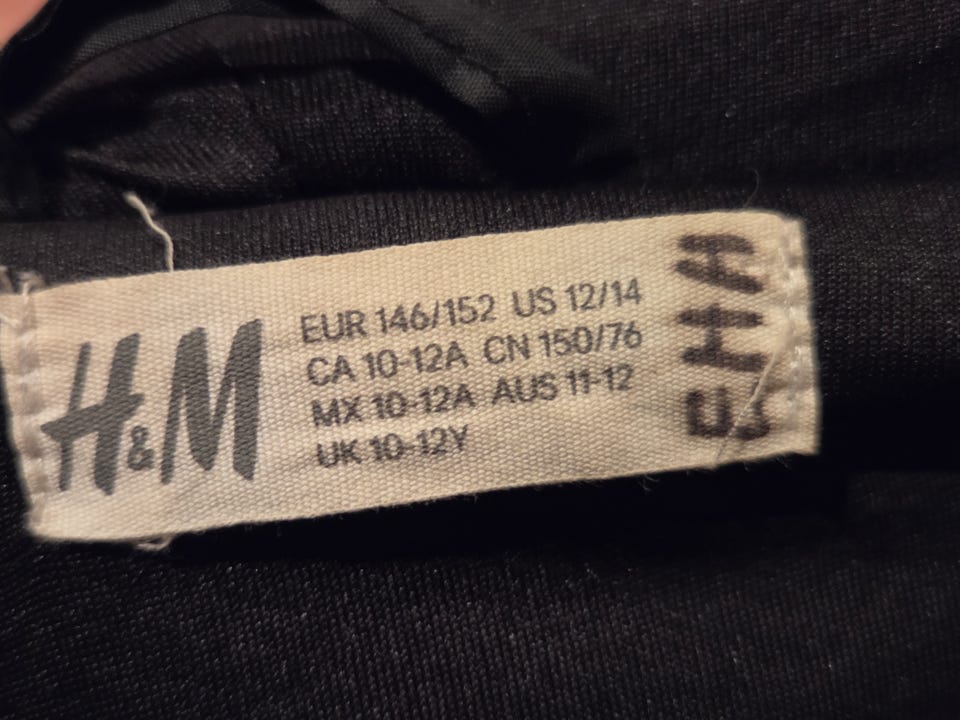 H&M
EUR 146/152 US 12/14
CA 10-12A CN 150/76
MX 10-12A AUS 11-12
UK 10-12Y